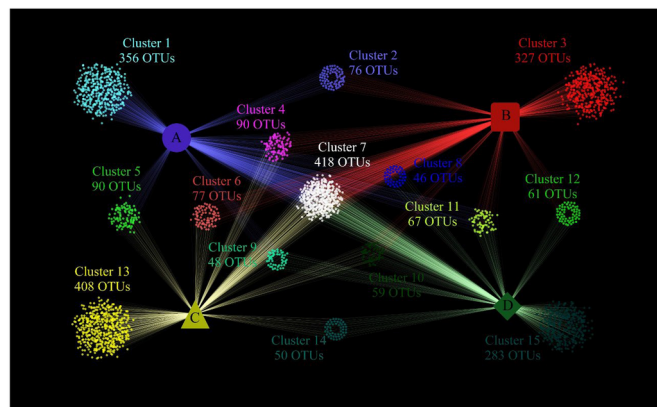 Cluster 1
356 OTUs
Cluster 2
76 OTUs
Cluster 3
327 OTUs
Cluster 4
90 OTUs
A
B
Cluster 7
418 OTUs
Cluster 8
46 OTUs
Cluster 5
90 OTUs
Cluster 6
77 OTUs
Cluster 11
67 OTUs
Cluster 12
61 OTUs
Cluster 9
48 OTUs
Cluster 10
59 OTUs
Cluster 13
408 OTUs
C
D
Cluster 14
50 OTUs
Cluster 15
283 OTUs